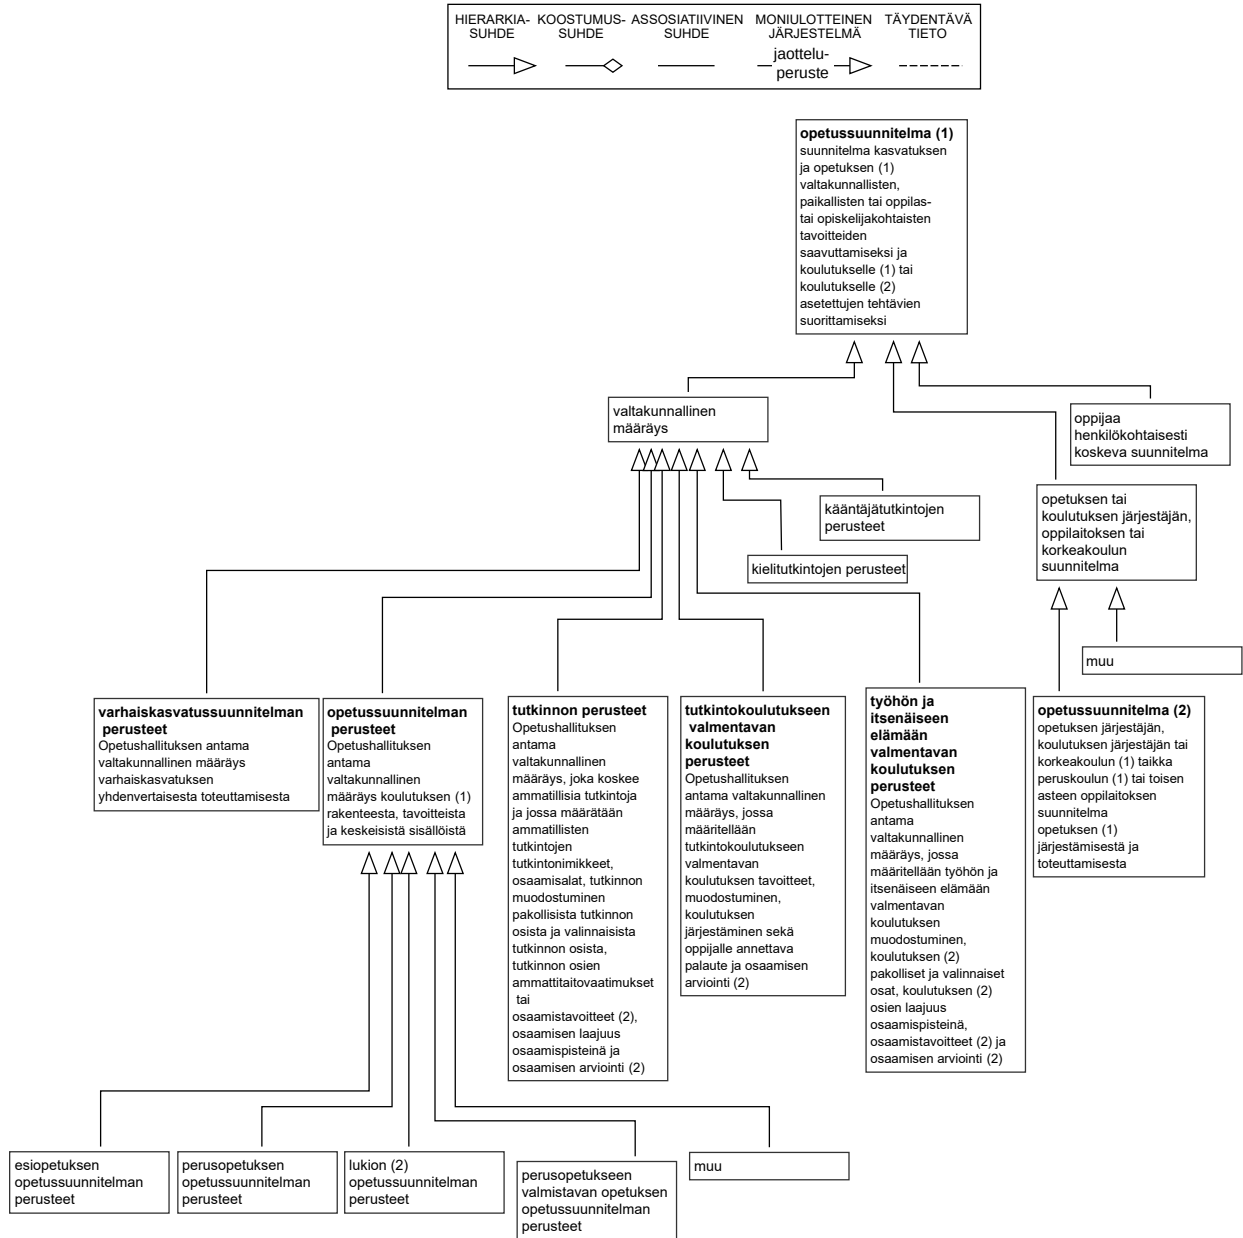 HIERARKIA-
SUHDE
KOOSTUMUS-
SUHDE
ASSOSIATIIVINEN
SUHDE
MONIULOTTEINEN
JÄRJESTELMÄ
TÄYDENTÄVÄ
TIETO
jaottelu-
peruste
opetussuunnitelma (1)
suunnitelma kasvatuksen
ja opetuksen (1)
valtakunnallisten,
paikallisten tai oppilas-
tai opiskelijakohtaisten
tavoitteiden
saavuttamiseksi ja
koulutukselle (1) tai
koulutukselle (2)
asetettujen tehtävien
suorittamiseksi
valtakunnallinen
määräys
oppijaa
henkilökohtaisesti
koskeva suunnitelma
kääntäjätutkintojen
perusteet
opetuksen tai
koulutuksen järjestäjän,
oppilaitoksen tai
korkeakoulun
suunnitelma
kielitutkintojen perusteet
muu
varhaiskasvatussuunnitelman
perusteet
Opetushallituksen antama
valtakunnallinen määräys
varhaiskasvatuksen
yhdenvertaisesta toteuttamisesta
opetussuunnitelman
perusteet
Opetushallituksen
antama
valtakunnallinen
määräys koulutuksen (1)
rakenteesta, tavoitteista
ja keskeisistä sisällöistä
tutkinnon perusteet
Opetushallituksen
antama
valtakunnallinen
määräys, joka koskee
ammatillisia tutkintoja
ja jossa määrätään
ammatillisten
tutkintojen
tutkintonimikkeet,
osaamisalat, tutkinnon
muodostuminen
pakollisista tutkinnon
osista ja valinnaisista
tutkinnon osista,
tutkinnon osien
ammattitaitovaatimukset
tai
osaamistavoitteet (2),
osaamisen laajuus
osaamispisteinä ja
osaamisen arviointi (2)
tutkintokoulutukseen
valmentavan
koulutuksen
perusteet
Opetushallituksen
antama valtakunnallinen
määräys, jossa
määritellään
tutkintokoulutukseen
valmentavan
koulutuksen tavoitteet,
muodostuminen,
koulutuksen
järjestäminen sekä
oppijalle annettava
palaute ja osaamisen
arviointi (2)
työhön ja
itsenäiseen
elämään
valmentavan
koulutuksen
perusteet
Opetushallituksen
antama
valtakunnallinen
määräys, jossa
määritellään työhön ja
itsenäiseen elämään
valmentavan
koulutuksen
muodostuminen,
koulutuksen (2)
pakolliset ja valinnaiset
osat, koulutuksen (2)
osien laajuus
osaamispisteinä,
osaamistavoitteet (2) ja
osaamisen arviointi (2)
opetussuunnitelma (2)
opetuksen järjestäjän,
koulutuksen järjestäjän tai
korkeakoulun (1) taikka
peruskoulun (1) tai toisen
asteen oppilaitoksen
suunnitelma
opetuksen (1)
järjestämisestä ja
toteuttamisesta
esiopetuksen
opetussuunnitelman
perusteet
perusopetuksen
opetussuunnitelman
perusteet
lukion (2)
opetussuunnitelman
perusteet
perusopetukseen
valmistavan opetuksen
opetussuunnitelman
perusteet
muu